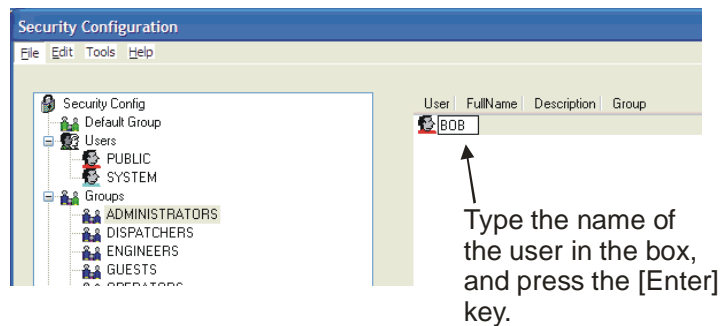 Security Configuration
File Edit Tools Help
Security Config
Default Group
Users
PUBLIC
SYSTEM
Groups
ADMINISTRATORS
DISPATCHERS
ENGINEERS
GUESTS
User FullName Description Group
BOB
Type the name of
the user in the box,
and press the [Enter]
key.